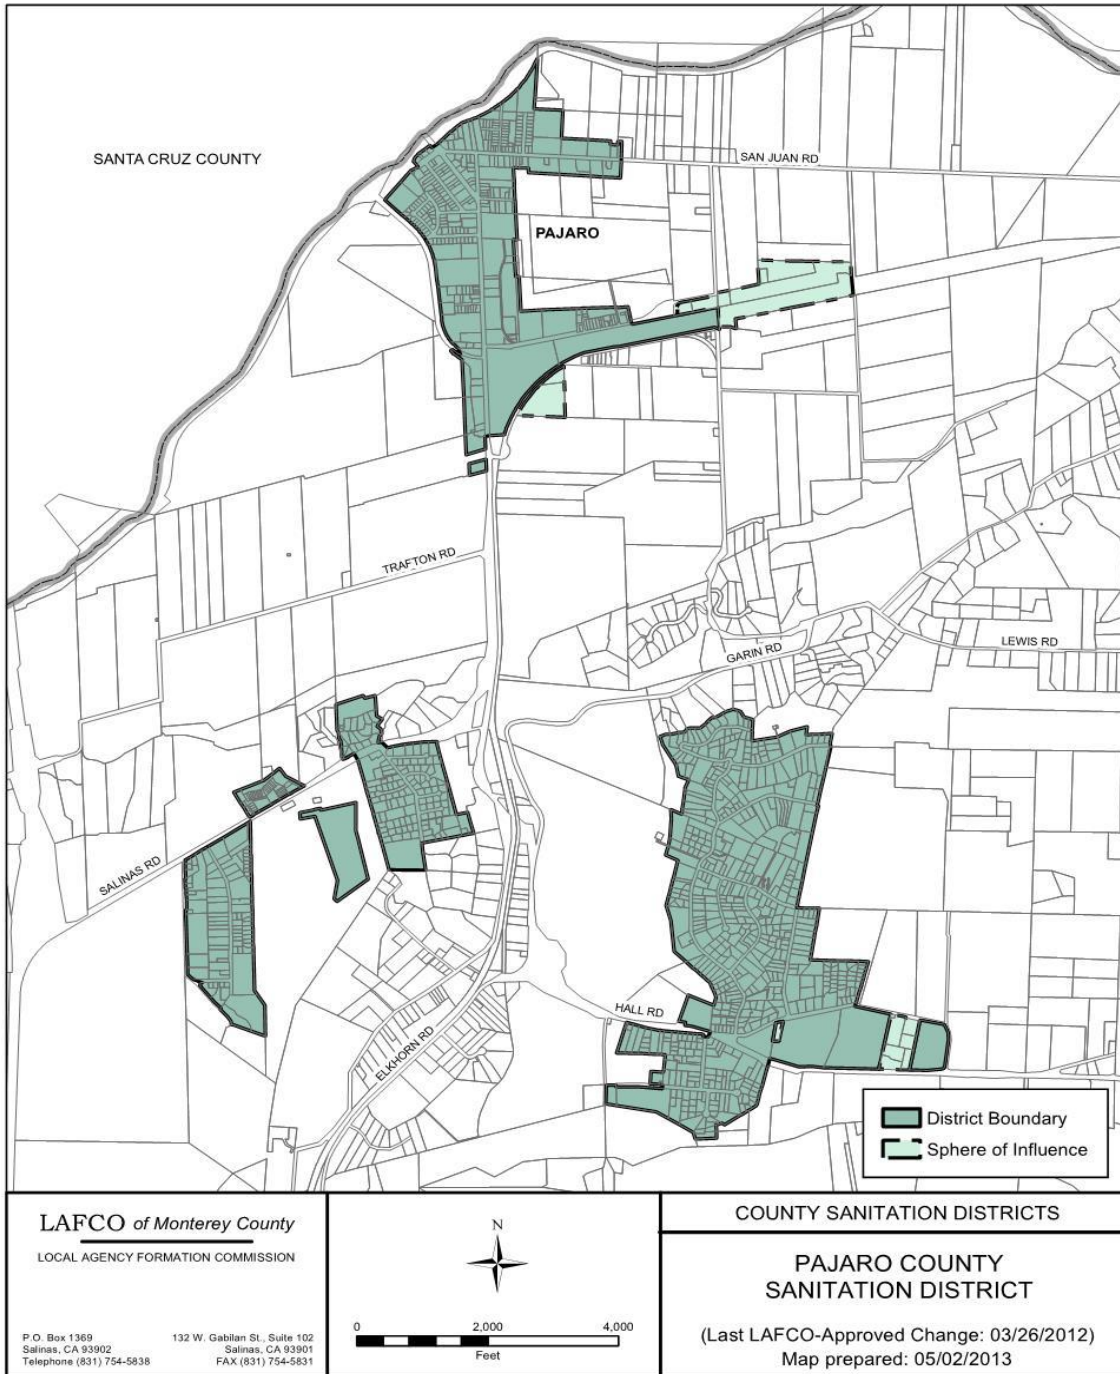 SANTA CRUZ COUNTY
SAN JUAN RD
PAJARO
TRAFTON RD
GARIN RD
LEWIS RD
SALINAS RD
HALL RD
ELKHORN RD
District Boundary
Sphere of Influence
LAFCO of Monterey County
LOCAL AGENCY FORMATION COMMISSION
P.O. Box 1369
Salinas, CA 93902
Telephone (831) 754-5838
132 W. Gabilan St., Suite 102
Salinas, CA 93901
FAX (831) 754-5831
N
0 2,000 4,000
Feet
COUNTY SANITATION DISTRICTS
PAJARO COUNTY
SANITATION DISTRICT
(Last LAFCO-Approved Change: 03/26/2012)
Map prepared: 05/02/2013